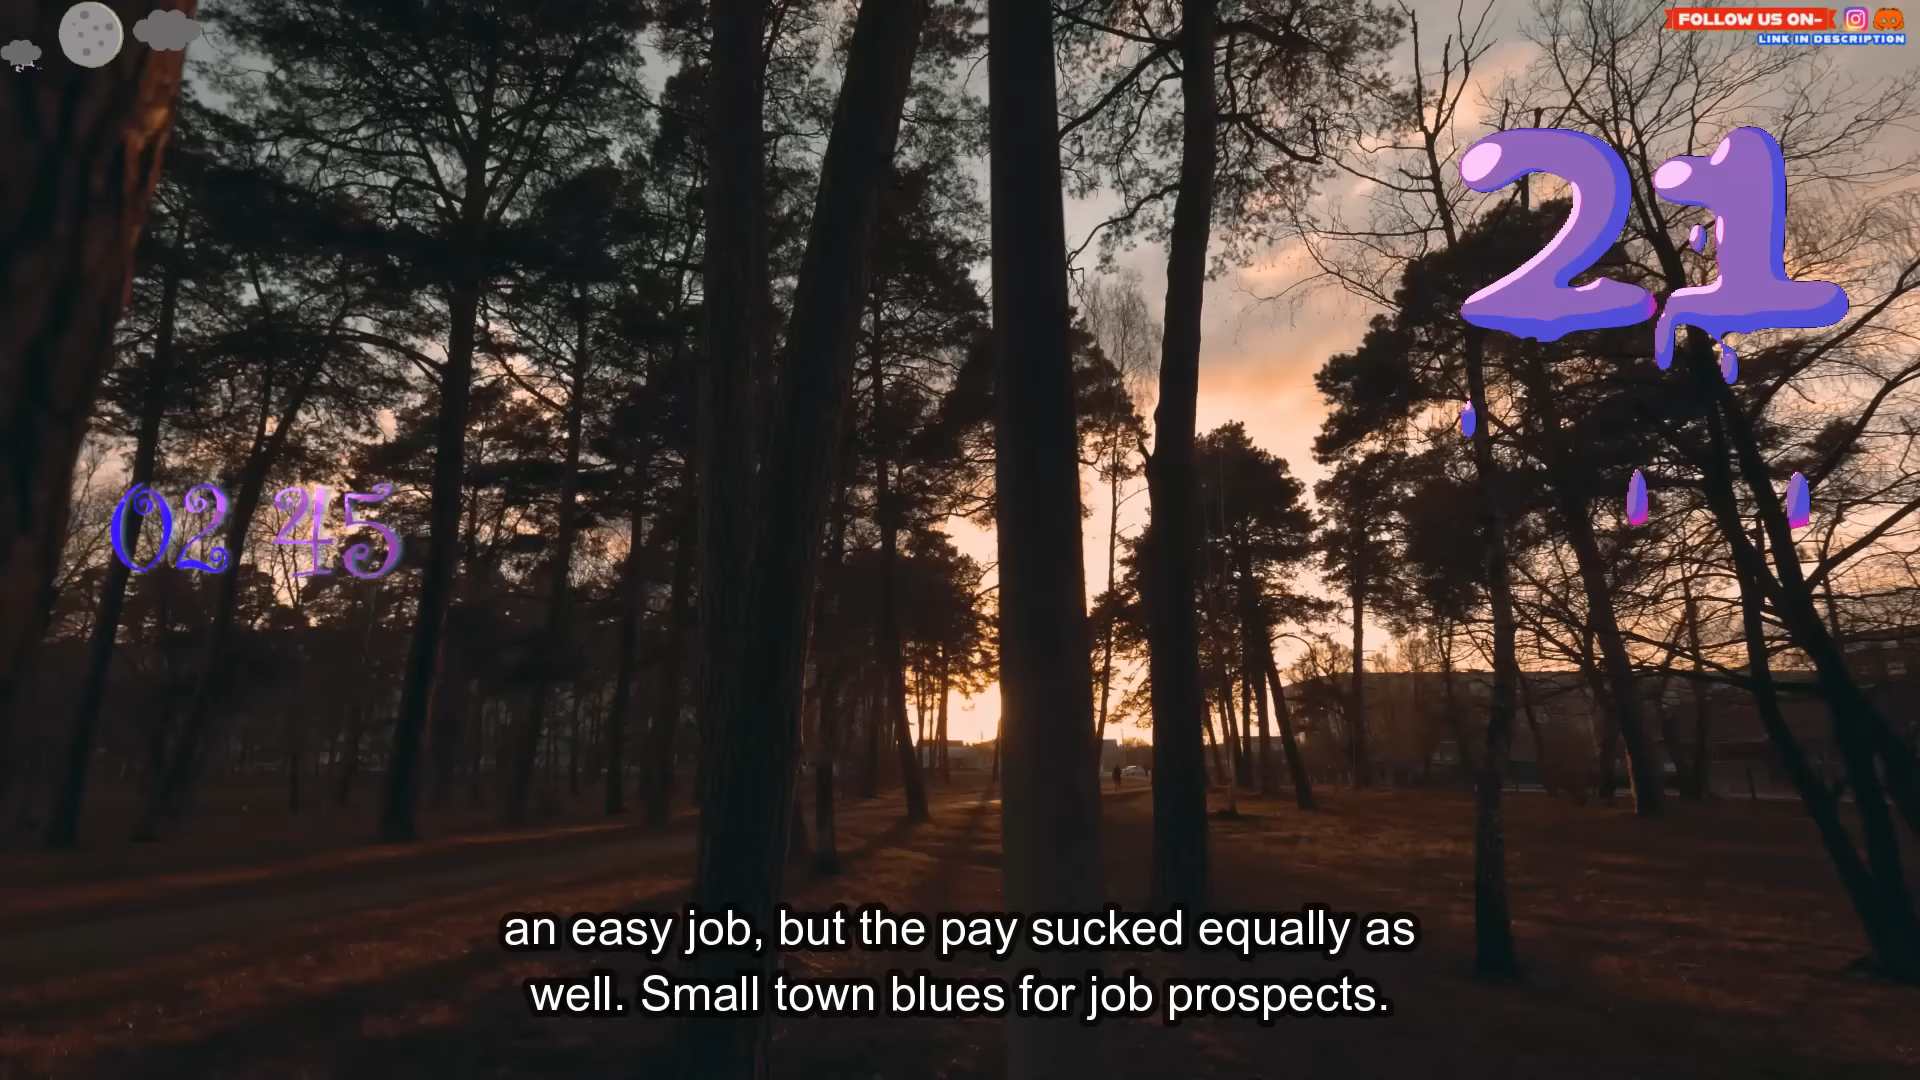 FOLLOW US ON-
LINK IN DESCRIPTION
21
02 45
an easy job, but the pay sucked equally as
well. Small town blues for job prospects.